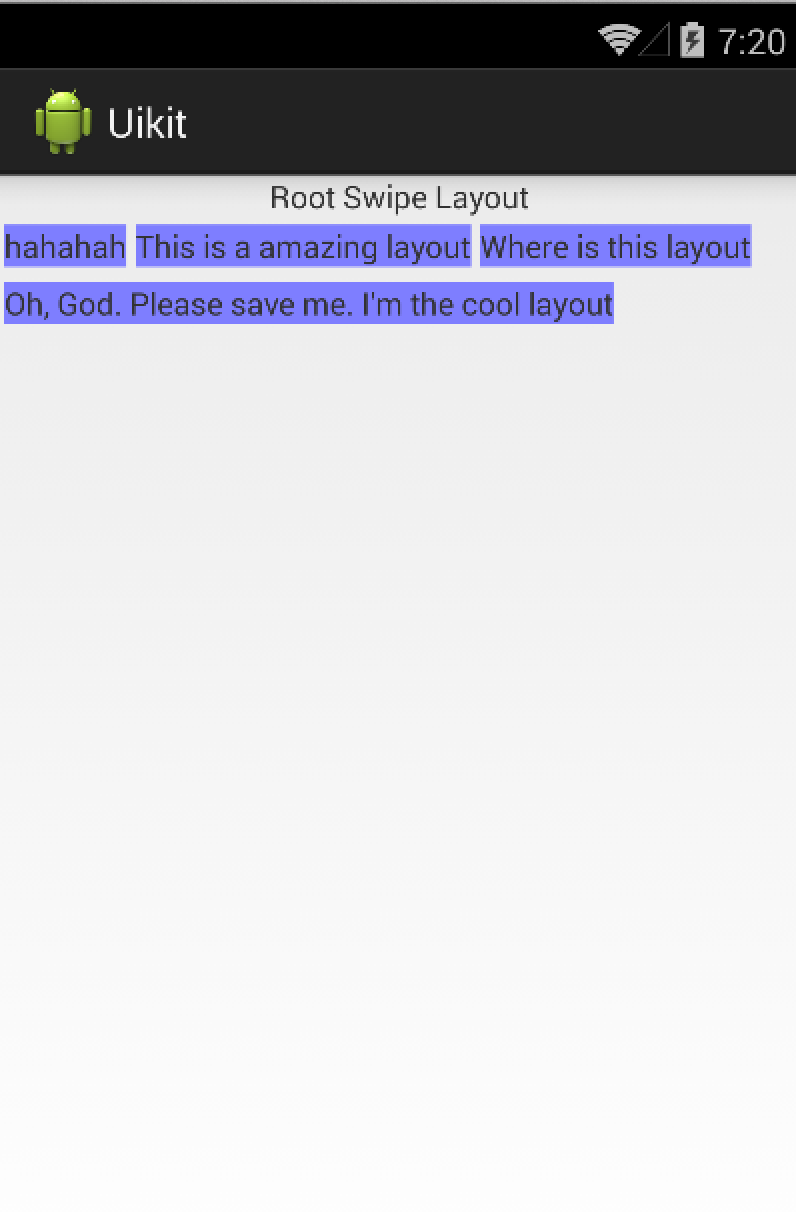 7:20
Uikit
Root Swipe Layout
hahahah This is a amazing layout Where is this layout
Oh, God. Please save me. I'm the cool layout